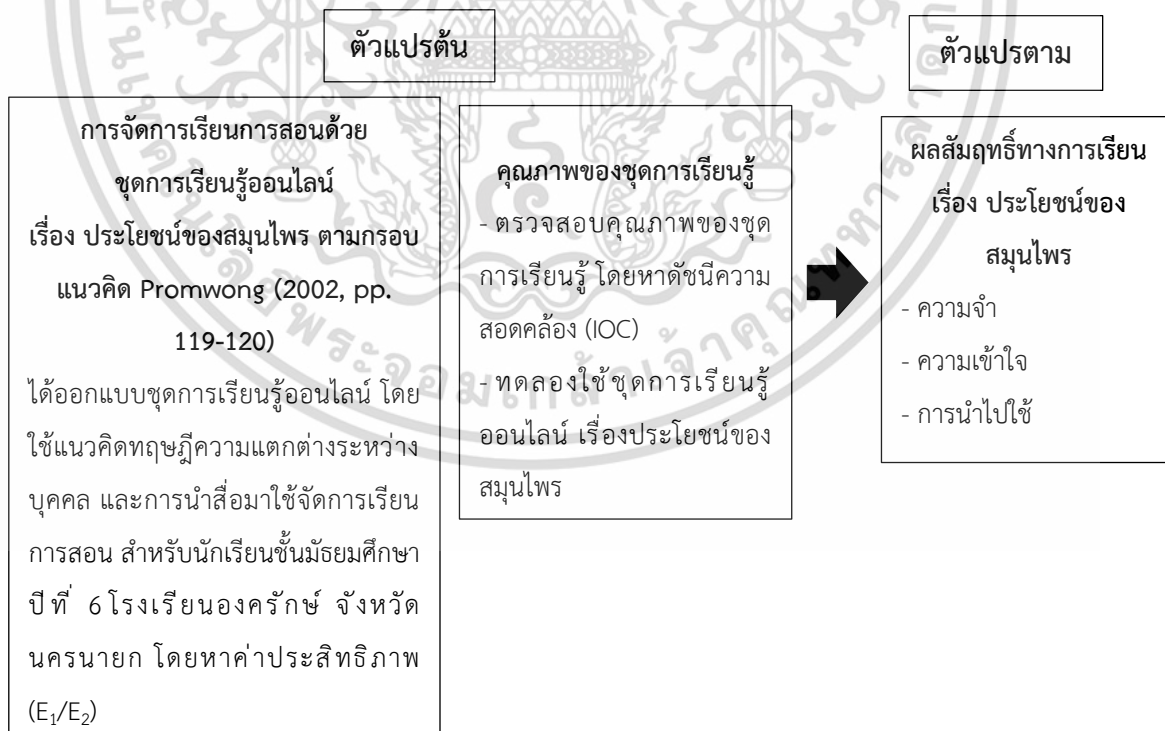 ตัวแปรต้น
ตัวแปรตาม
การจัดการเรียนการสอนด้วย
ชุดการเรียนรู้ออนไลน์
เรื่อง ประโยชน์ของสมุนไพร ตามกรอบ
แนวคิด Promwong (2002, pp.
119-120)
ได้ออกแบบชุดการเรียนรู้ออนไลน์ โดย
ใช้แนวคิดทฤษฎีความแตกต่างระหว่าง
บุคคล และการนำสื่อมาใช้จัดการเรียน
การสอน สำหรับนักเรียนชั้นมัธยมศึกษา
ปีที่ 6 โรงเรียนองครักษ์ จังหวัด
นครนายก โดยหาค่าประสิทธิภาพ
(E₁/E₂)
คุณภาพของชุดการเรียนรู้
- ตรวจสอบคุณภาพของชุด
การเรียนรู้ โดยหาดัชนีความ
สอดคล้อง (IOC)
- ทดลองใช้ชุดการเรียนรู้
ออนไลน์ เรื่องประโยชน์ของ
สมุนไพร
ผลสัมฤทธิ์ทางการเรียน
เรื่อง ประโยชน์ของ
สมุนไพร
- ความจำ
- ความเข้าใจ
- การนำไปใช้